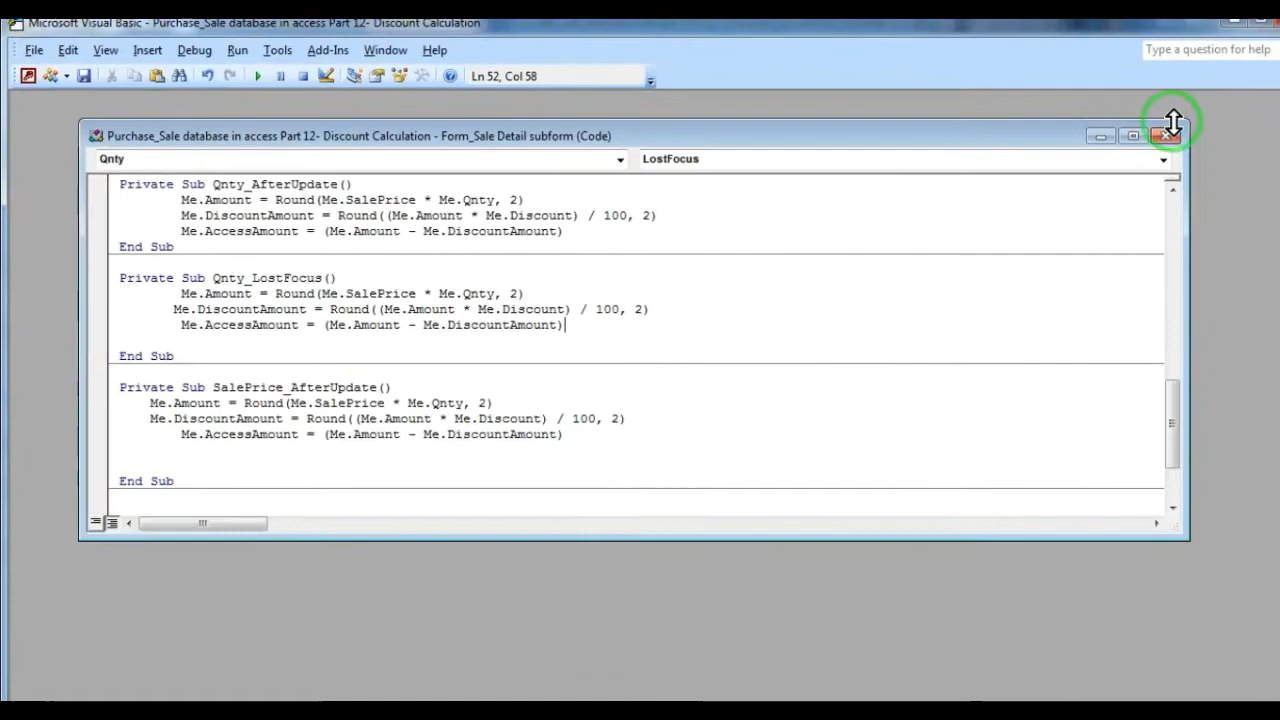 Microsoft Visual Basic - Purchase_Sale database in access Part 12- Discount Calculation
File Edit View Insert Debug Run Tools Add-Ins Window Help
Type a question for help
Ln 52, Col 58
Purchase_Sale database in access Part 12- Discount Calculation - Form_Sale Detail subform (Code)
Qnty LostFocus
Private Sub Qnty_AfterUpdate()
Me.Amount = Round(Me.SalePrice * Me.Qnty, 2)
Me.DiscountAmount = Round((Me.Amount * Me.Discount) / 100, 2)
Me.AccessAmount = (Me.Amount - Me.DiscountAmount)
End Sub
Private Sub Qnty_LostFocus()
Me.Amount = Round(Me.SalePrice * Me.Qnty, 2)
Me.DiscountAmount = Round((Me.Amount * Me.Discount) / 100, 2)
Me.AccessAmount = (Me.Amount - Me.DiscountAmount)
End Sub
Private Sub SalePrice_AfterUpdate()
Me.Amount = Round(Me.SalePrice * Me.Qnty, 2)
Me.DiscountAmount = Round((Me.Amount * Me.Discount) / 100, 2)
Me.AccessAmount = (Me.Amount - Me.DiscountAmount)
End Sub